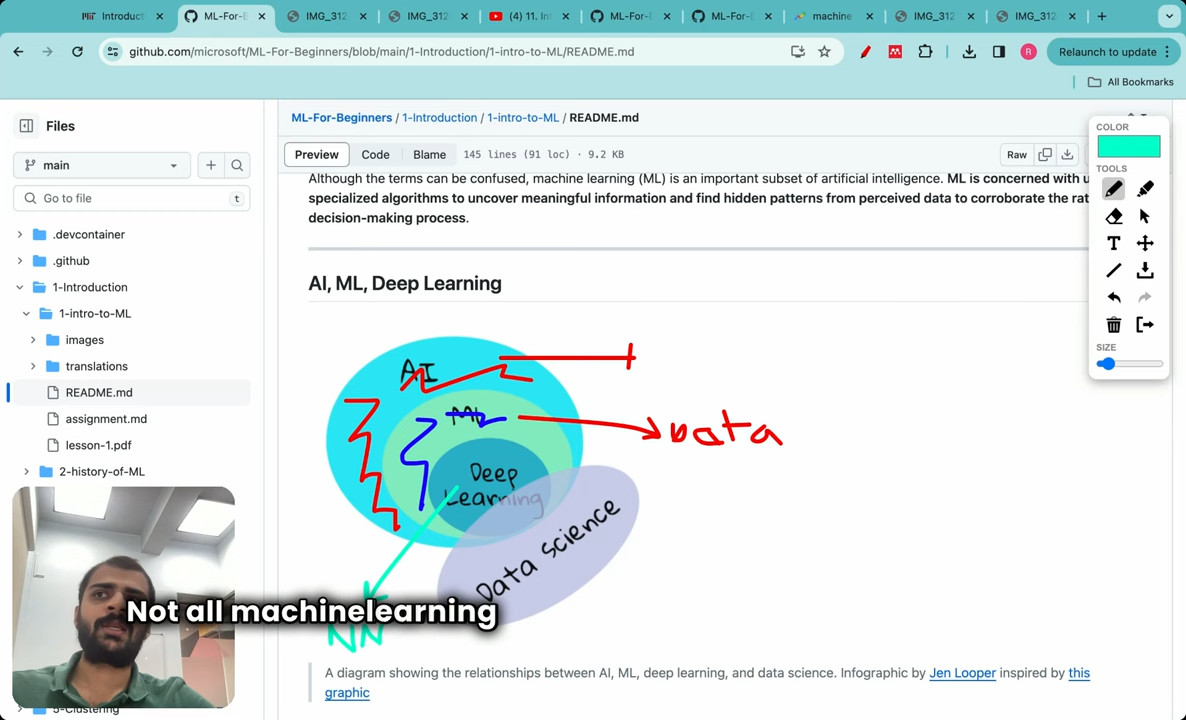 Introduct
ML-For-B
IMG_312
IMG_312
(4) 11. In
ML-For-B
ML-For-B
machine
IMG_312
IMG_312
github.com/microsoft/ML-For-Beginners/blob/main/1-Introduction/1-intro-to-ML/README.md
R
Relaunch to update
All Bookmarks
Files
main
Go to file
t
.devcontainer
.github
1-Introduction
1-intro-to-ML
images
translations
README.md
assignment.md
lesson-1.pdf
2-history-of-ML
5-Clustering
ML-For-Beginners / 1-Introduction / 1-intro-to-ML / README.md
Preview
Code
Blame
145 lines (91 loc) · 9.2 KB
Raw
Although the terms can be confused, machine learning (ML) is an important subset of artificial intelligence. ML is concerned with u
specialized algorithms to uncover meaningful information and find hidden patterns from perceived data to corroborate the rat
decision-making process.
AI, ML, Deep Learning
AI
ML
Deep
Learning
Data science
Data
NN
Not all machinelearning
A diagram showing the relationships between AI, ML, deep learning, and data science. Infographic by Jen Looper inspired by this
graphic
COLOR
TOOLS
T
SIZE